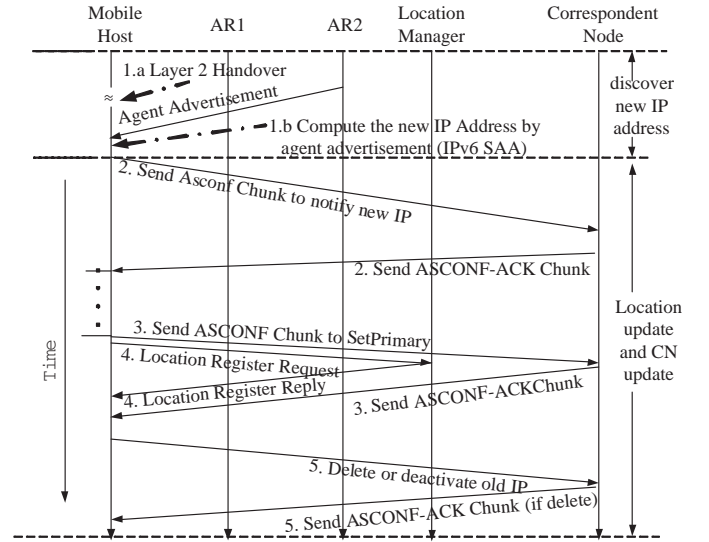 Mobile
Host
AR1
AR2
Location
Manager
Correspondent
Node
1.a Layer 2 Handover
≈
Agent Advertisement
discover
new IP
address
1.b Compute the new IP Address by
agent advertisement (IPv6 SAA)
2. Send Asconf Chunk to notify new IP
2. Send ASCONF-ACK Chunk
3. Send ASCONF Chunk to SetPrimary
4. Location Register Request
4. Location Register Reply
3. Send ASCONF-ACKChunk
Location
update
and CN
update
Time
5. Delete or deactivate old IP
5. Send ASCONF-ACK Chunk (if delete)